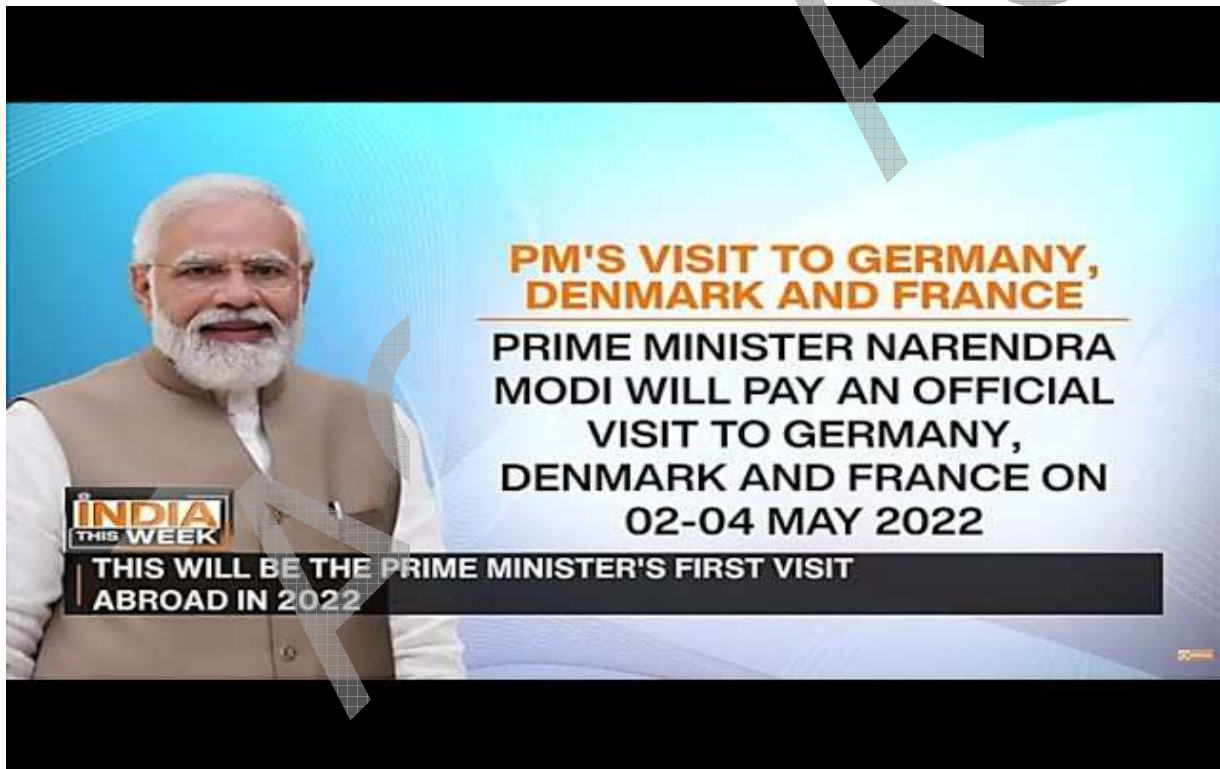 PM'S VISIT TO GERMANY,
DENMARK AND FRANCE
PRIME MINISTER NARENDRA
MODI WILL PAY AN OFFICIAL
VISIT TO GERMANY,
DENMARK AND FRANCE ON
02-04 MAY 2022
INDIA
THIS WEEK
THIS WILL BE THE PRIME MINISTER'S FIRST VISIT
ABROAD IN 2022